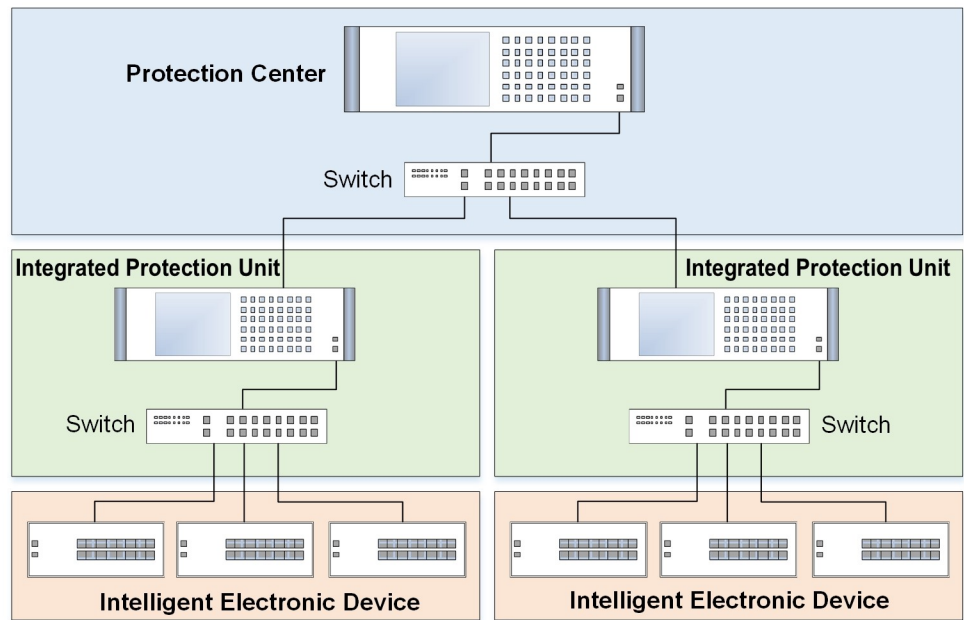 Protection Center
Switch
Integrated Protection Unit
Integrated Protection Unit
Switch
Switch
Intelligent Electronic Device
Intelligent Electronic Device